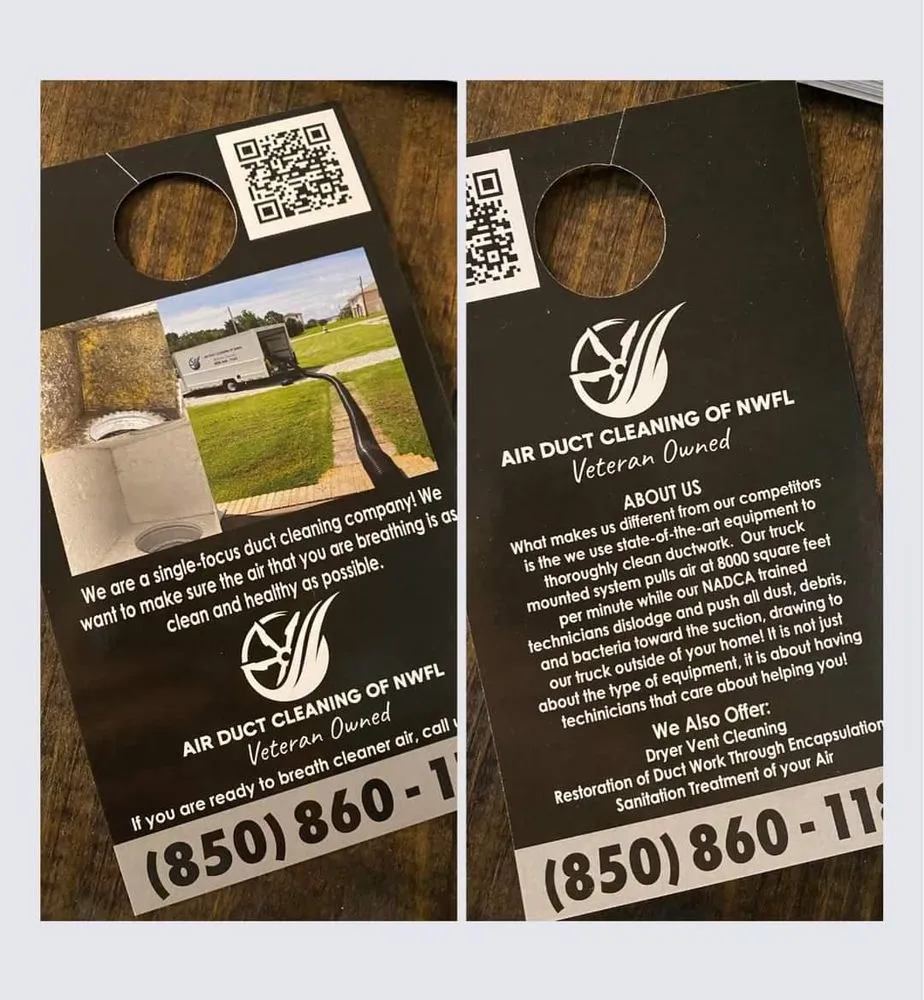 AIR DUCT CLEANING OF NWFL
We are a single-focus duct cleaning company! We
want to make sure the air that you are breathing is as
clean and healthy as possible.
AIR DUCT CLEANING OF NWFL
Veteran Owned
If you are ready to breath cleaner air, call
(850) 860 - 1
AIR DUCT CLEANING OF NWFL
Veteran Owned
ABOUT US
What makes us different from our competitors
is the we use state-of-the-art equipment to
thoroughly clean ductwork. Our truck
mounted system pulls air at 8000 square feet
per minute while our NADCA trained
technicians dislodge and push all dust, debris,
and bacteria toward the suction, drawing to
our truck outside of your home! It is not just
about the type of equipment, it is about having
techinicians that care about helping you!
We Also Offer:
Dryer Vent Cleaning
Restoration of Duct Work Through Encapsulation
Sanitation Treatment of your Air
(850) 860 - 118